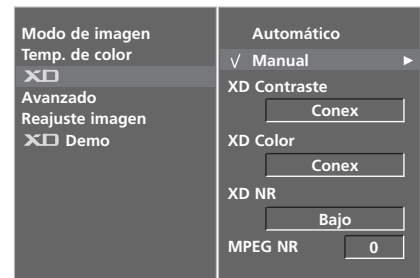 Modo de imagen
Temp. de color
XD
Avanzado
Reajuste imagen
XD Demo
Automático
√ Manual ►
XD Contraste
Conex
XD Color
Conex
XD NR
Bajo
MPEG NR 0